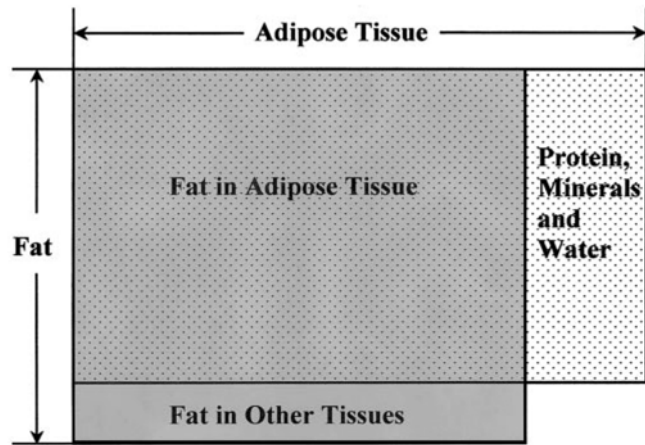 Adipose Tissue
Fat in Adipose Tissue
Protein,
Minerals
and
Water
Fat
Fat in Other Tissues